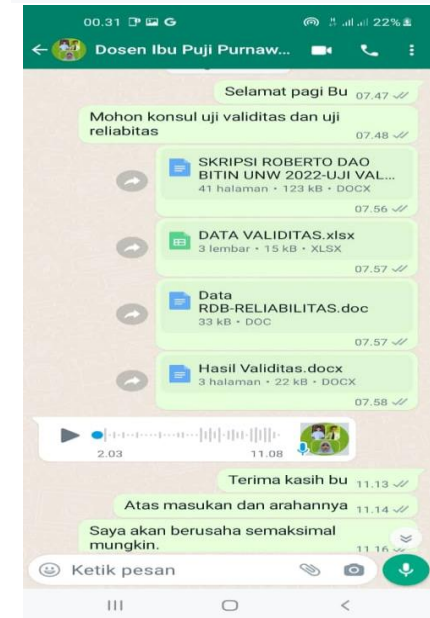 00.31 G 22%
Dosen Ibu Puji Purnaw...
Selamat pagi Bu 07.47
Mohon konsul uji validitas dan uji
reliabitas 07.48
SKRIPSI ROBERTO DAO
BITIN UNW 2022-UJI VAL...
41 halaman • 123 kB • DOCX
07.56
DATA VALIDITAS.xlsx
3 lembar • 15 kB • XLSX
07.57
Data
RDB-RELIABILITAS.doc
33 kB • DOC
07.57
Hasil Validitas.docx
3 halaman • 22 kB • DOCX
07.58
2.03 11.08
Terima kasih bu 11.13
Atas masukan dan arahannya 11.14
Saya akan berusaha semaksimal
mungkin. 11.16
Ketik pesan